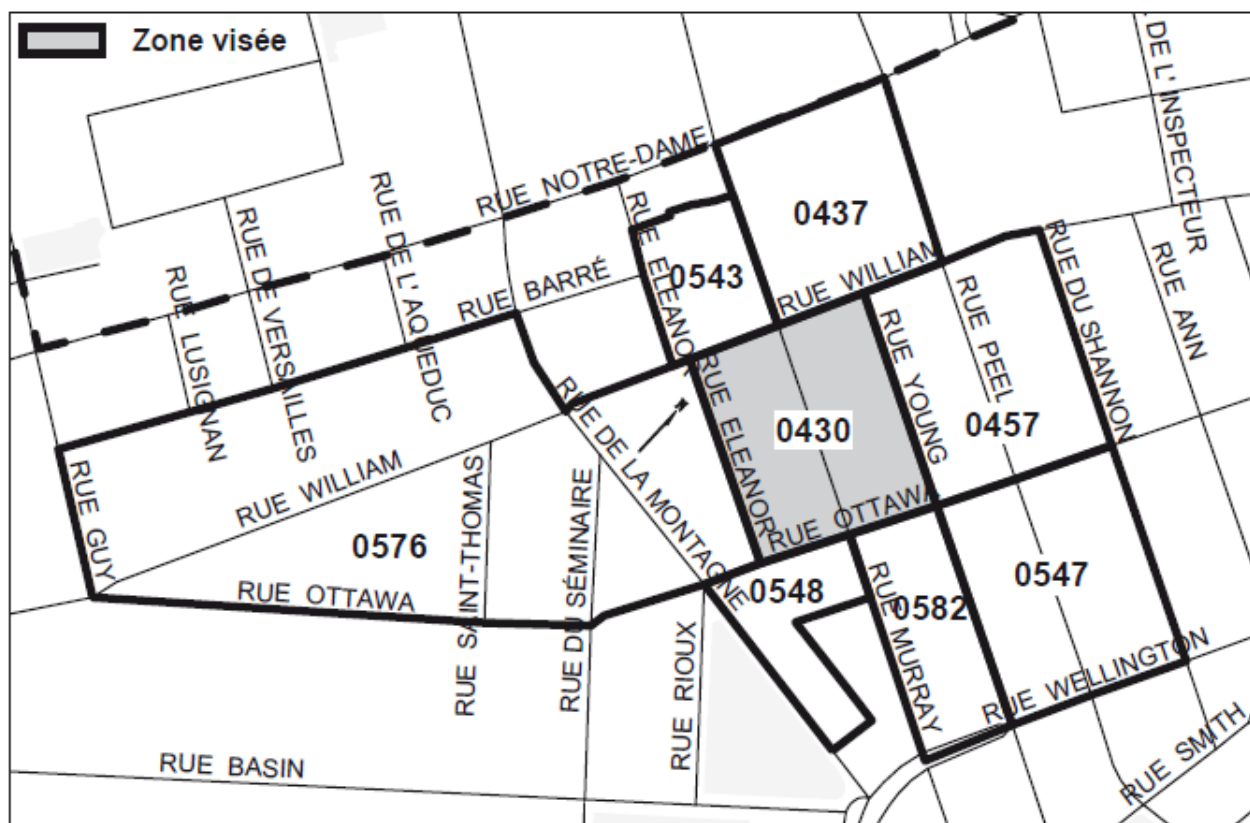 Zone visée
RUE DE L'INSPECTEUR
RUE NOTRE-DAME
RUE DE L'AQUEDUC
RUE ELEANOR
0437
RUE DE VERSAILLES
RUE LUSIGNAN
RUE BARRÉ
0543
RUE WILLIAM
RUE DU SHANNON
RUE ANN
RUE PEEL
RUE YOUNG
RUE ELEANOR
0430
0457
RUE DE LA MONTAGNE
RUE GUY
RUE WILLIAM
RUE SAINT-THOMAS
RUE DU SÉMINAIRE
0576
RUE OTTAWA
RUE OTTAWA
0548
0582
0547
RUE MURRAY
RUE RIOUX
RUE WELLINGTON
RUE SMITH
RUE BASIN